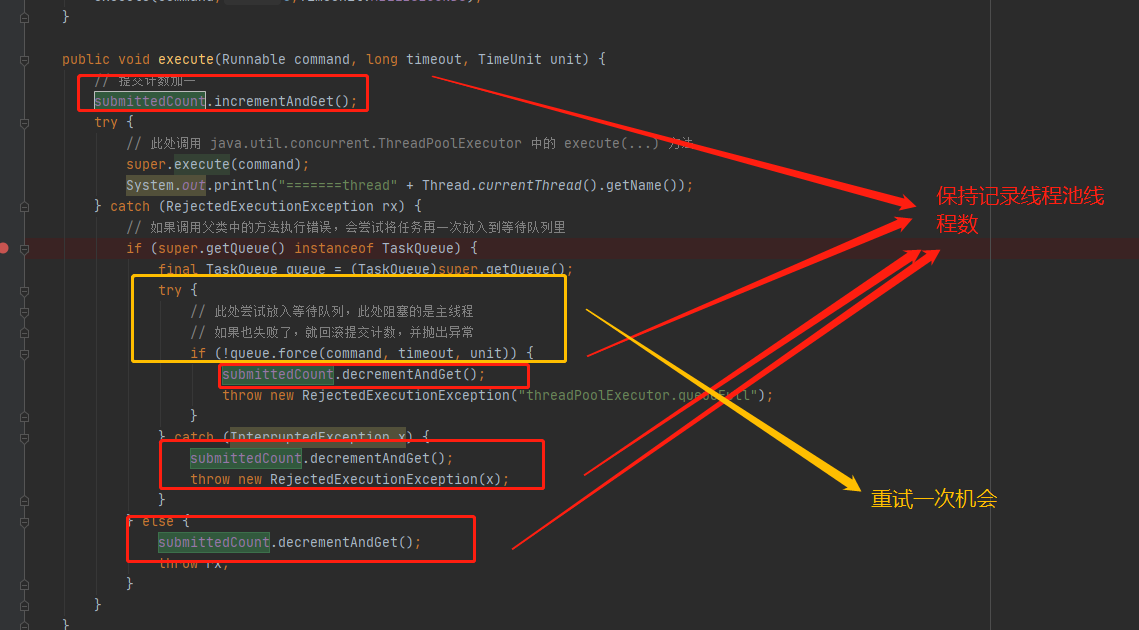 }
public void execute(Runnable command, long timeout, TimeUnit unit) {
// 提交计数加一
submittedCount.incrementAndGet();
try {
// 此处调用 java.util.concurrent.ThreadPoolExecutor 中的 execute(...) 方法
super.execute(command);
System.out.println("=======thread" + Thread.currentThread().getName());
} catch (RejectedExecutionException rx) {
// 如果调用父类中的方法执行错误，会尝试将任务再一次放入到等待队列里
if (super.getQueue() instanceof TaskQueue) {
final TaskQueue queue = (TaskQueue)super.getQueue();
try {
// 此处尝试放入等待队列，此处阻塞的是主线程
// 如果也失败了，就回滚提交计数，并抛出异常
if (!queue.force(command, timeout, unit)) {
submittedCount.decrementAndGet();
throw new RejectedExecutionException("threadPoolExecutor.queueFull");
}
} catch (InterruptedException x) {
submittedCount.decrementAndGet();
throw new RejectedExecutionException(x);
}
} else {
submittedCount.decrementAndGet();
throw rx;
}
}
}
保持记录线程池线
程数
重试一次机会